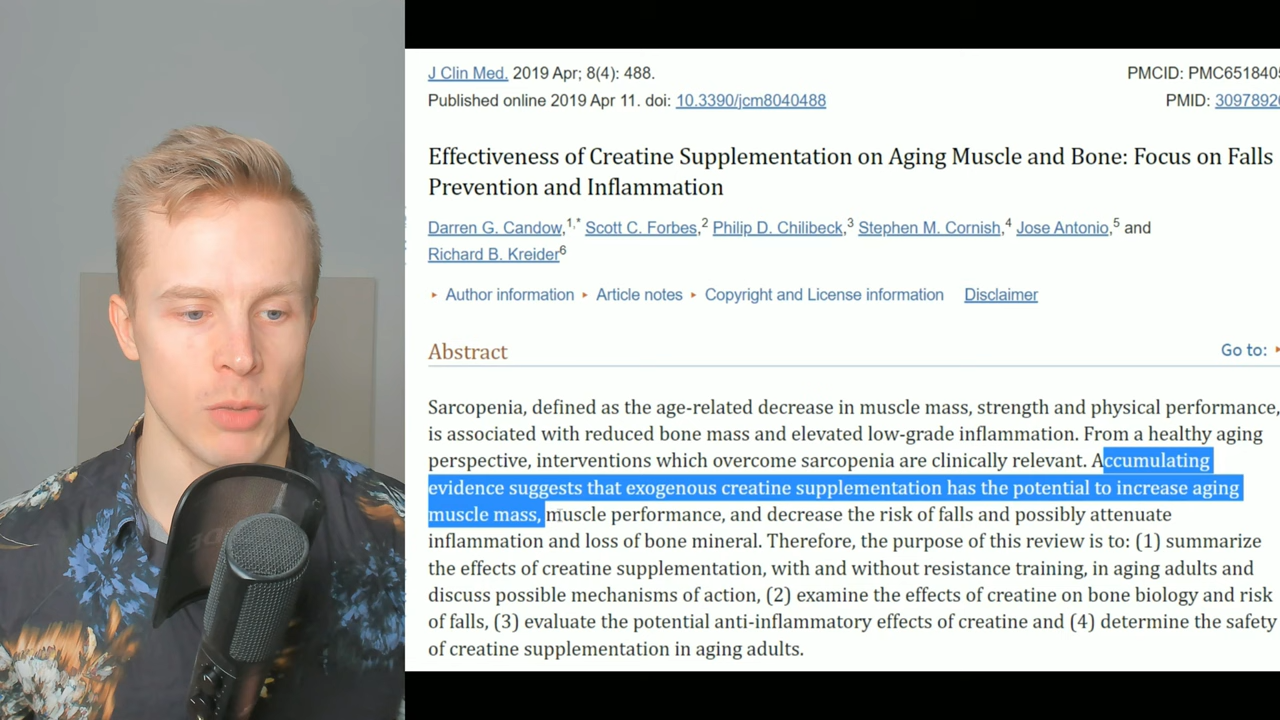 J Clin Med. 2019 Apr; 8(4): 488.
PMCID: PMC6518405
Published online 2019 Apr 11. doi: 10.3390/jcm8040488
PMID: 3097892
Effectiveness of Creatine Supplementation on Aging Muscle and Bone: Focus on Falls
Prevention and Inflammation
Darren G. Candow,1,* Scott C. Forbes,2 Philip D. Chilibeck,3 Stephen M. Cornish,4 Jose Antonio,5 and
Richard B. Kreider6
Author information Article notes Copyright and License information Disclaimer
Abstract
Go to:
Sarcopenia, defined as the age-related decrease in muscle mass, strength and physical performance,
is associated with reduced bone mass and elevated low-grade inflammation. From a healthy aging
perspective, interventions which overcome sarcopenia are clinically relevant. Accumulating
evidence suggests that exogenous creatine supplementation has the potential to increase aging
muscle mass, muscle performance, and decrease the risk of falls and possibly attenuate
inflammation and loss of bone mineral. Therefore, the purpose of this review is to: (1) summarize
the effects of creatine supplementation, with and without resistance training, in aging adults and
discuss possible mechanisms of action, (2) examine the effects of creatine on bone biology and risk
of falls, (3) evaluate the potential anti-inflammatory effects of creatine and (4) determine the safety
of creatine supplementation in aging adults.